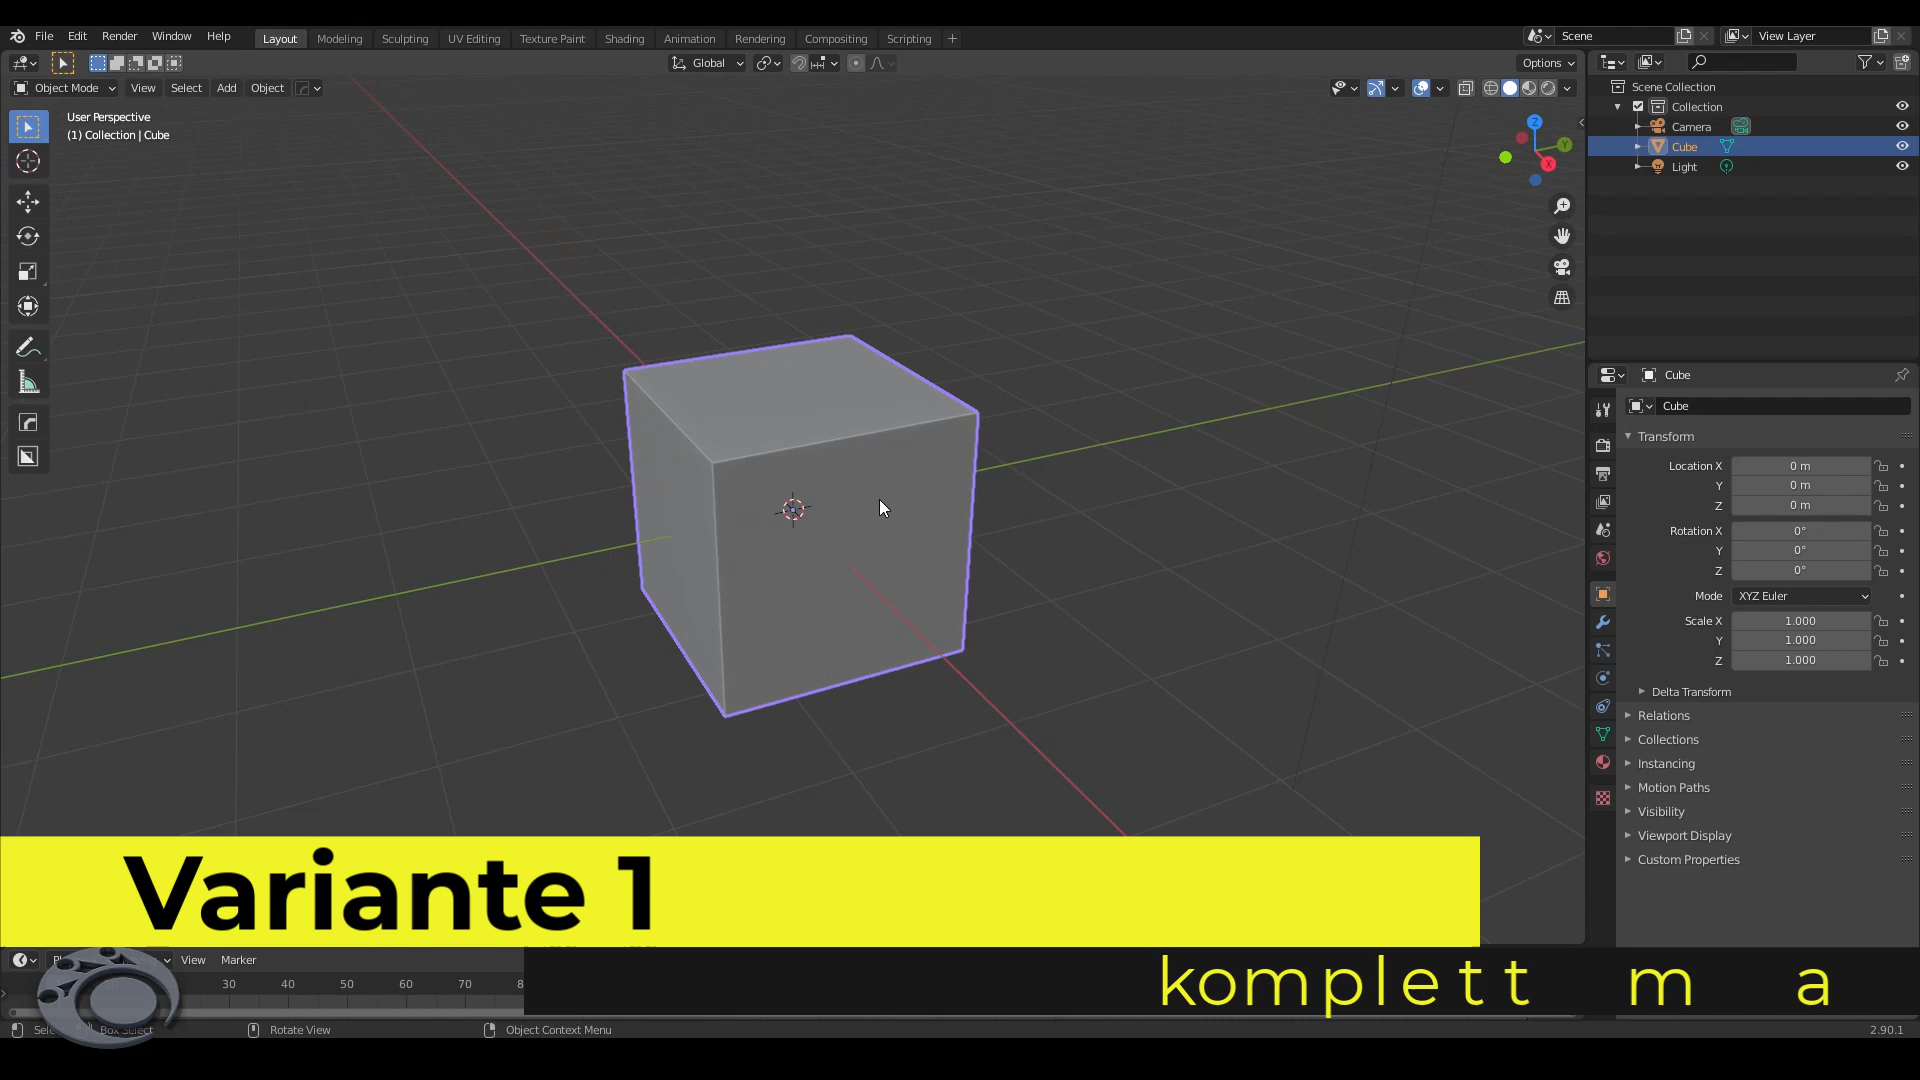 File Edit Render Window Help
Layout Modeling Sculpting UV Editing Texture Paint Shading Animation Rendering Compositing Scripting +
Scene
View Layer
Global
Options
Object Mode View Select Add Object
User Perspective
(1) Collection | Cube
Z
Y
X
Scene Collection
Collection
Camera
Cube
Light
Cube
Cube
Transform
Location X 0 m
Y 0 m
Z 0 m
Rotation X 0°
Y 0°
Z 0°
Mode XYZ Euler
Scale X 1.000
Y 1.000
Z 1.000
Delta Transform
Relations
Collections
Instancing
Motion Paths
Visibility
Viewport Display
Custom Properties
Variante 1
View Marker
30 40 50 60 70
komplett m a
Box Select Rotate View Object Context Menu
2.90.1